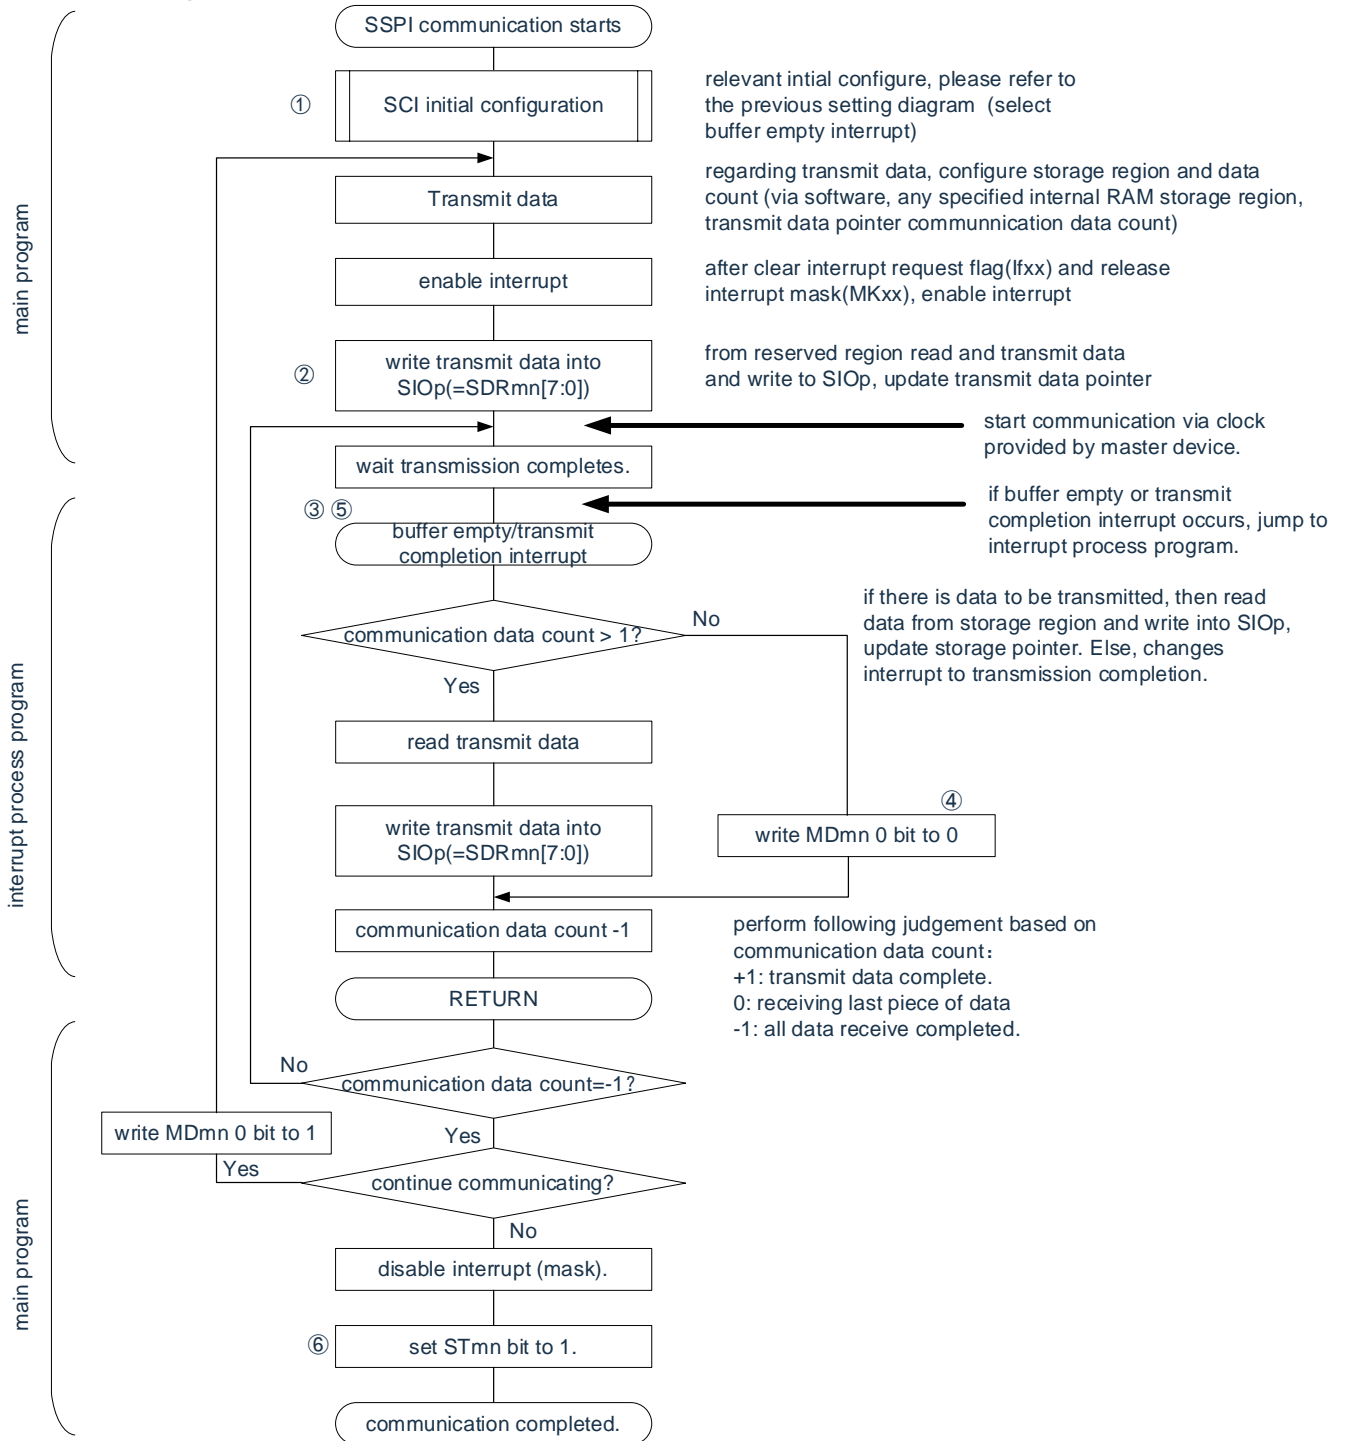 SSPI communication starts
①
SCI initial configuration
relevant intial configure, please refer to
the previous setting diagram (select
buffer empty interrupt)
main program
Transmit data
regarding transmit data, configure storage region and data
count (via software, any specified internal RAM storage region,
transmit data pointer communnication data count)
enable interrupt
after clear interrupt request flag(Ifxx) and release
interrupt mask(MKxx), enable interrupt
②
write transmit data into
SIOp(=SDRmn[7:0])
from reserved region read and transmit data
and write to SIOp, update transmit data pointer
start communication via clock
provided by master device.
wait transmission completes.
③ ⑤
buffer empty/transmit
completion interrupt
if buffer empty or transmit
completion interrupt occurs, jump to
interrupt process program.
interrupt process program
communication data count > 1?
No
Yes
if there is data to be transmitted, then read
data from storage region and write into SIOp,
update storage pointer. Else, changes
interrupt to transmission completion.
read transmit data
write transmit data into
SIOp(=SDRmn[7:0])
④
write MDmn 0 bit to 0
communication data count -1
perform following judgement based on
communication data count：
+1: transmit data complete.
0: receiving last piece of data
-1: all data receive completed.
RETURN
main program
No
communication data count=-1?
write MDmn 0 bit to 1
Yes
Yes
continue communicating?
No
disable interrupt (mask).
⑥
set STmn bit to 1.
communication completed.